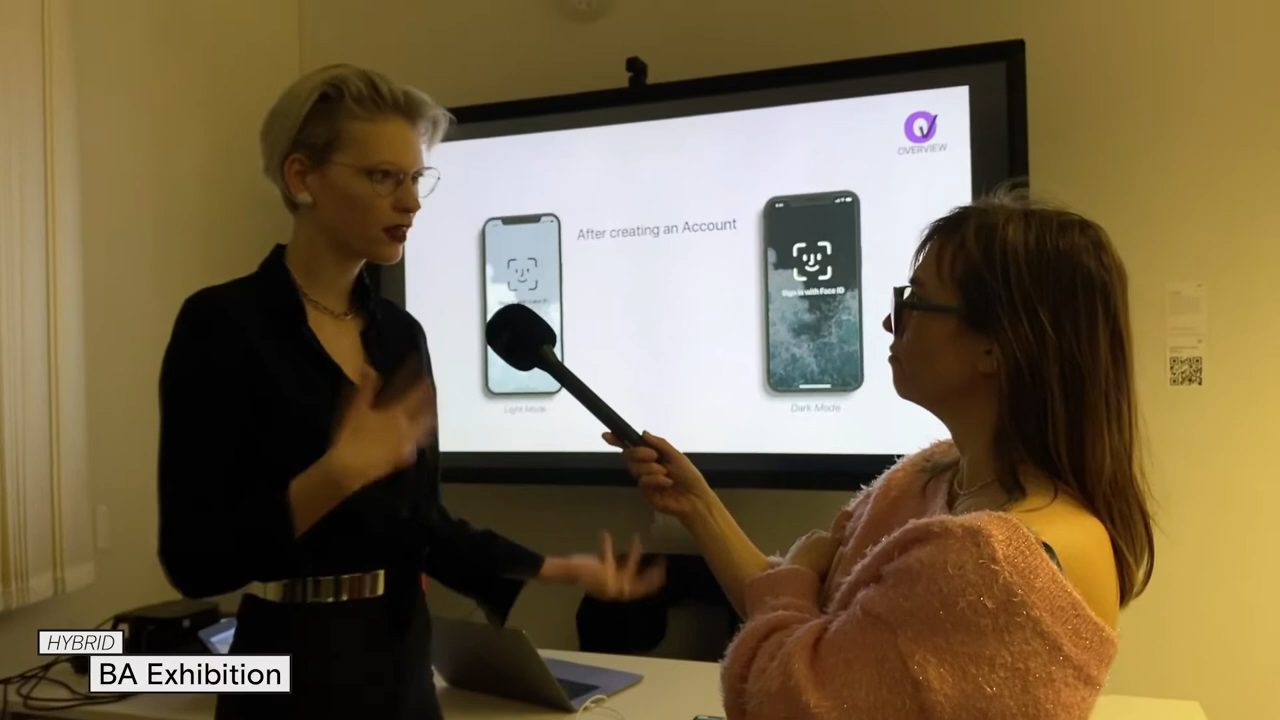 OVERVIEW
After creating an Account
Sign in with Face ID
Light Mode
Dark Mode
HYBRID
BA Exhibition